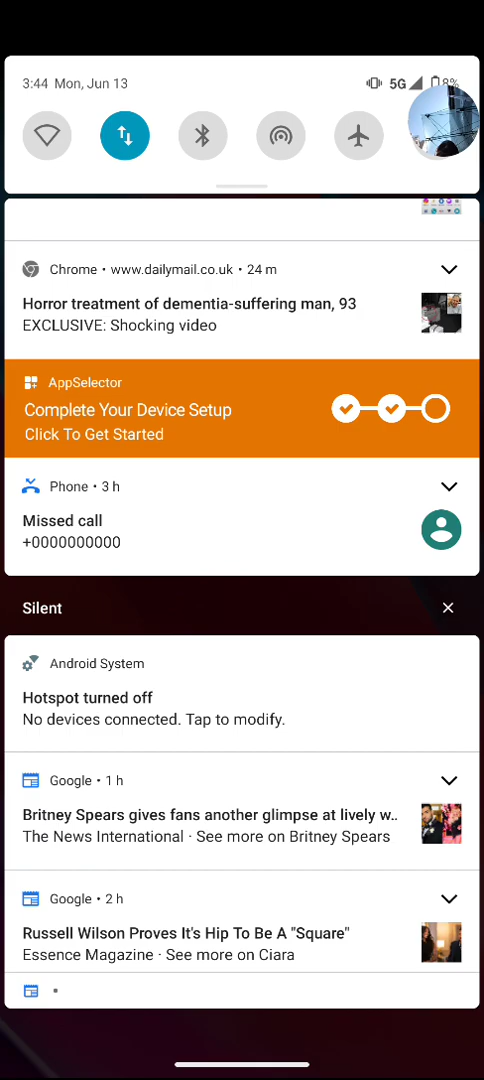 3:44 Mon, Jun 13
5G 8%
Chrome • www.dailymail.co.uk • 24 m
Horror treatment of dementia-suffering man, 93
EXCLUSIVE: Shocking video
AppSelector
Complete Your Device Setup
Click To Get Started
Phone • 3 h
Missed call
+0000000000
Silent
Android System
Hotspot turned off
No devices connected. Tap to modify.
Google • 1 h
Britney Spears gives fans another glimpse at lively w..
The News International · See more on Britney Spears
Google • 2 h
Russell Wilson Proves It's Hip To Be A "Square"
Essence Magazine · See more on Ciara